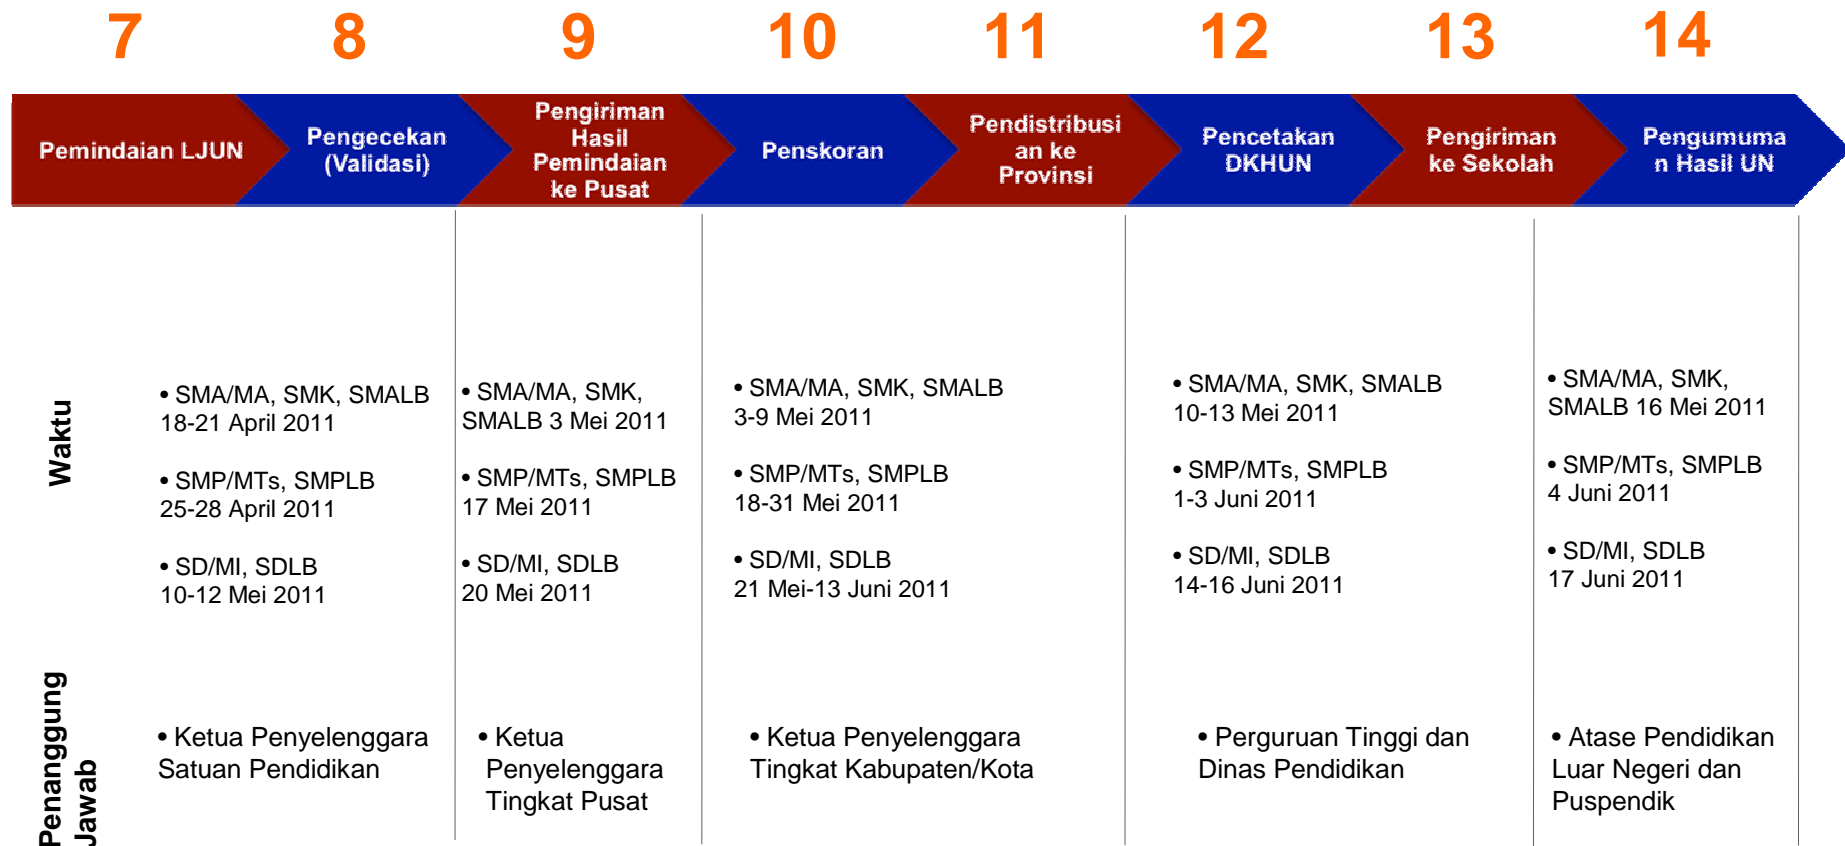 7
8
9
10
11
12
13
14
Pemindaian LJUN
Pengecekan
(Validasi)
Pengiriman
Hasil
Pemindaian
ke Pusat
Penskoran
Pendistribusi
an ke
Provinsi
Pencetakan
DKHUN
Pengiriman
ke Sekolah
Pengumuma
n Hasil UN
Waktu
• SMA/MA, SMK, SMALB
18-21 April 2011
• SMP/MTs, SMPLB
25-28 April 2011
• SD/MI, SDLB
10-12 Mei 2011
• SMA/MA, SMK,
SMALB 3 Mei 2011
• SMP/MTs, SMPLB
17 Mei 2011
• SD/MI, SDLB
20 Mei 2011
• SMA/MA, SMK, SMALB
3-9 Mei 2011
• SMP/MTs, SMPLB
18-31 Mei 2011
• SD/MI, SDLB
21 Mei-13 Juni 2011
• SMA/MA, SMK, SMALB
10-13 Mei 2011
• SMP/MTs, SMPLB
1-3 Juni 2011
• SD/MI, SDLB
14-16 Juni 2011
• SMA/MA, SMK,
SMALB 16 Mei 2011
• SMP/MTs, SMPLB
4 Juni 2011
• SD/MI, SDLB
17 Juni 2011
Penanggung
Jawab
• Ketua Penyelenggara
Satuan Pendidikan
• Ketua
Penyelenggara
Tingkat Pusat
• Ketua Penyelenggara
Tingkat Kabupaten/Kota
• Perguruan Tinggi dan
Dinas Pendidikan
• Atase Pendidikan
Luar Negeri dan
Puspendik